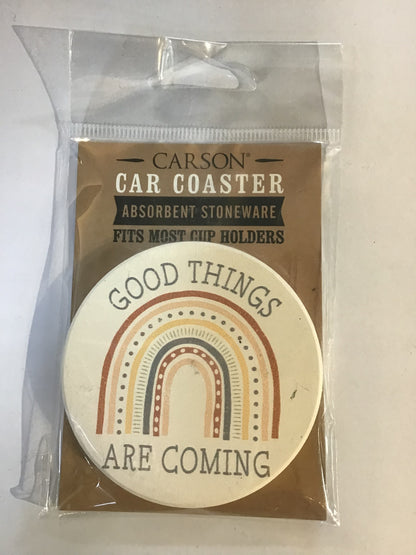 CARSON®
CAR COASTER
ABSORBENT STONEWARE
FITS MOST CUP HOLDERS
GOOD THINGS
ARE COMING